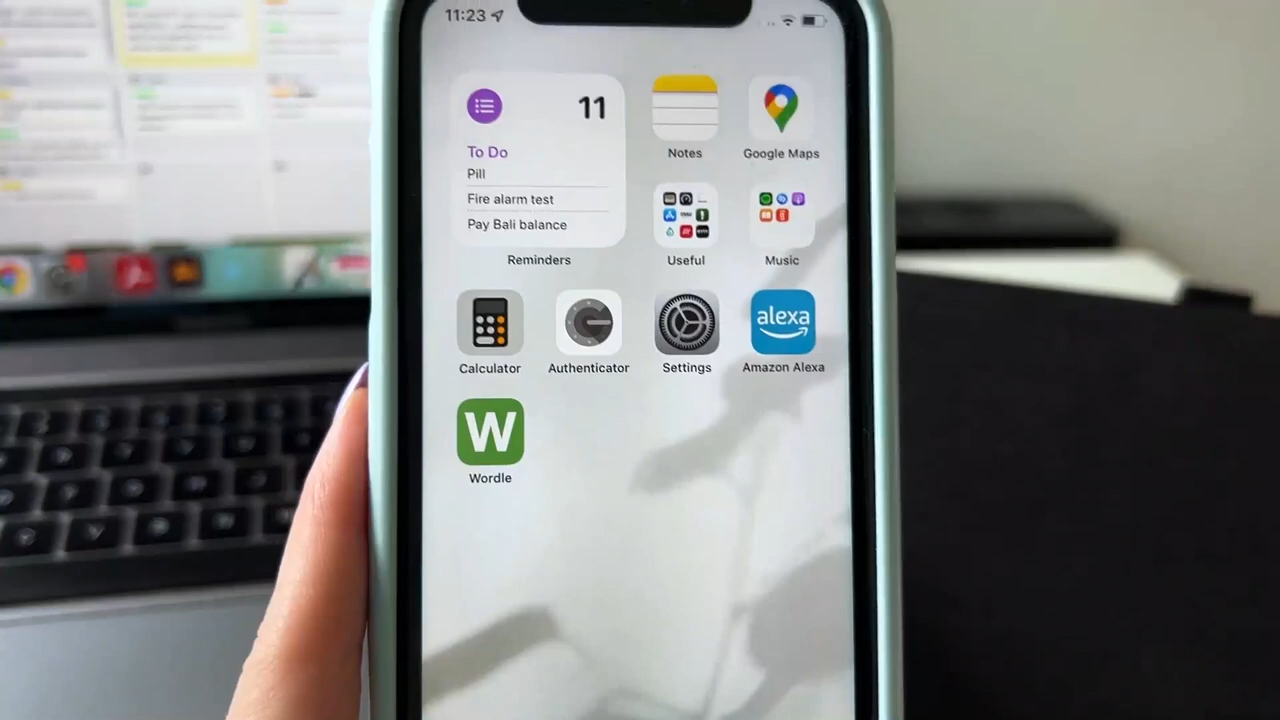 11:23
11
To Do
Pill
Fire alarm test
Pay Bali balance
Reminders
Notes
Google Maps
Useful
Music
Calculator
Authenticator
Settings
alexa
Amazon Alexa
W
Wordle